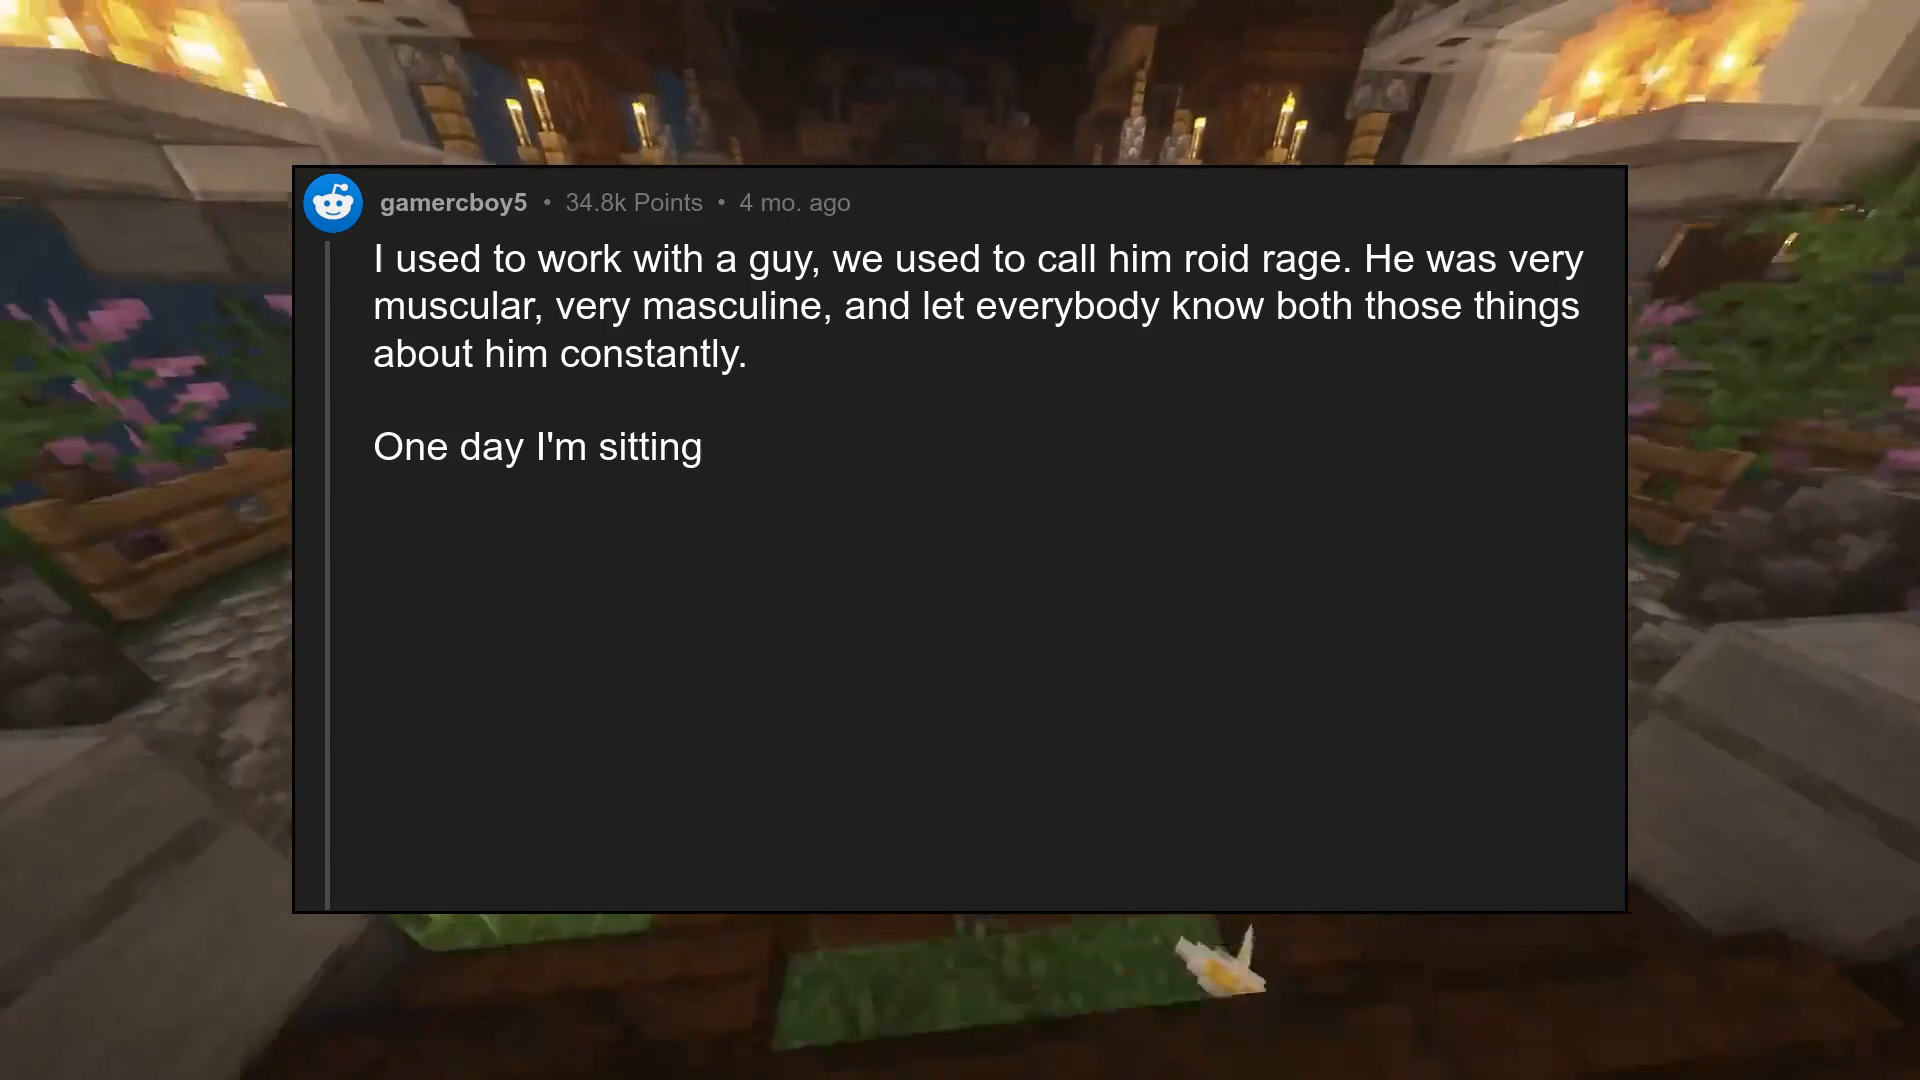 gamercboy5 • 34.8k Points • 4 mo. ago
I used to work with a guy, we used to call him roid rage. He was very
muscular, very masculine, and let everybody know both those things
about him constantly.
One day I'm sitting